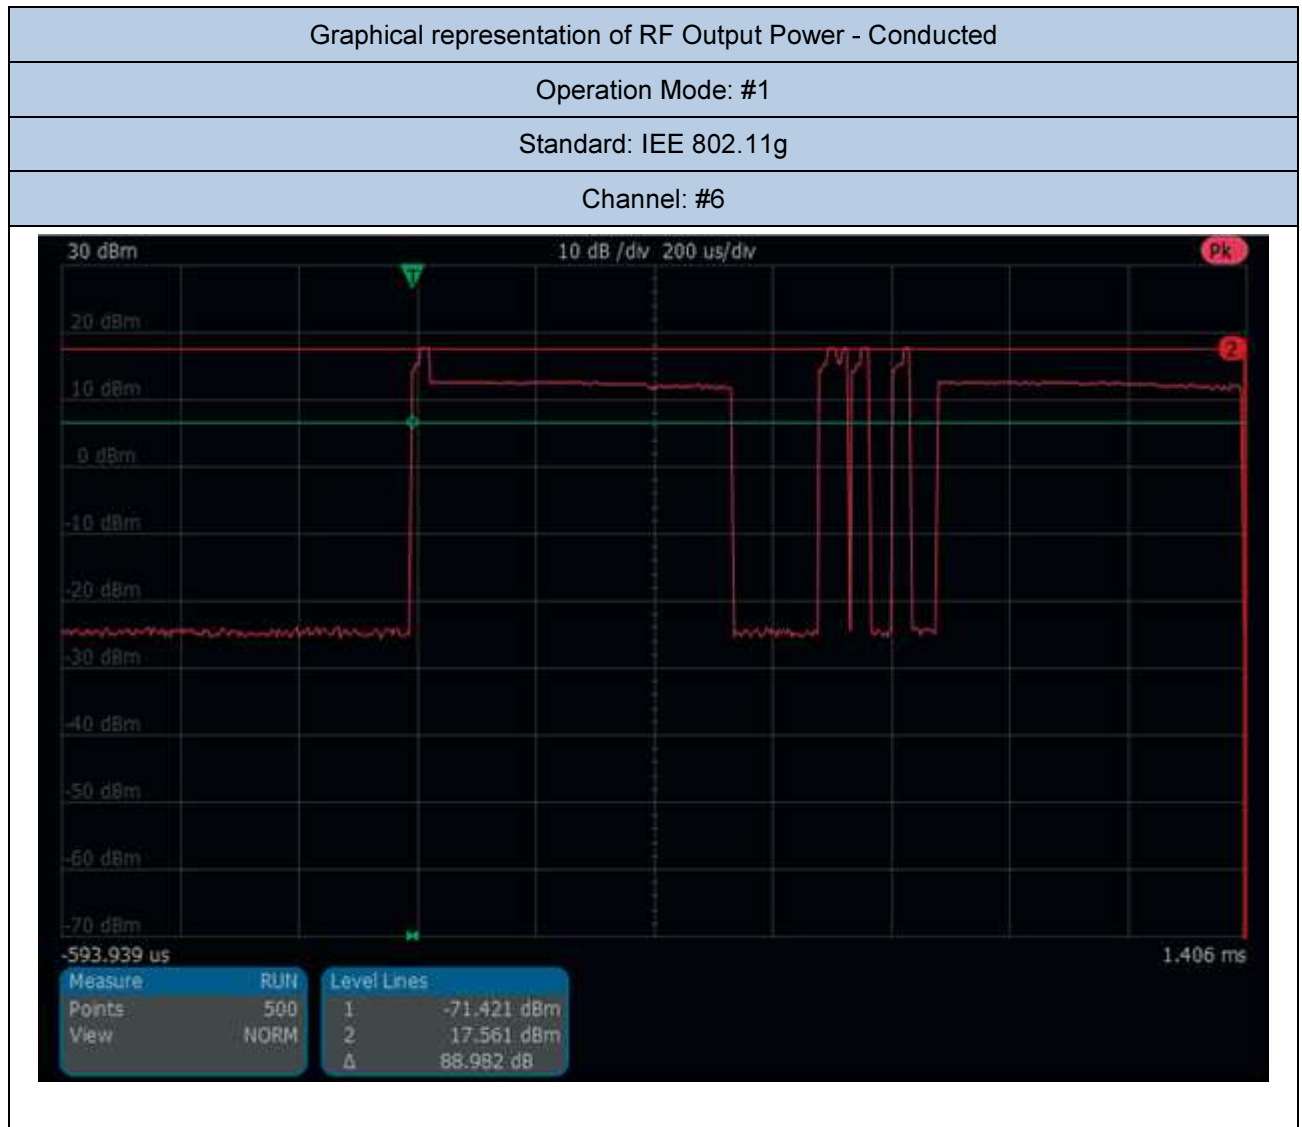 Graphical representation of RF Output Power - Conducted
Operation Mode: #1
Standard: IEE 802.11g
Channel: #6
30 dBm 10 dB /div 200 us/div Pk
T
20 dBm
2
10 dBm
0 dBm
-10 dBm
-20 dBm
-30 dBm
-40 dBm
-50 dBm
-60 dBm
-70 dBm
-593.939 us 1.406 ms
Measure RUN
Points 500
View NORM
Level Lines
1 -71.421 dBm
2 17.561 dBm
Δ 88.982 dB